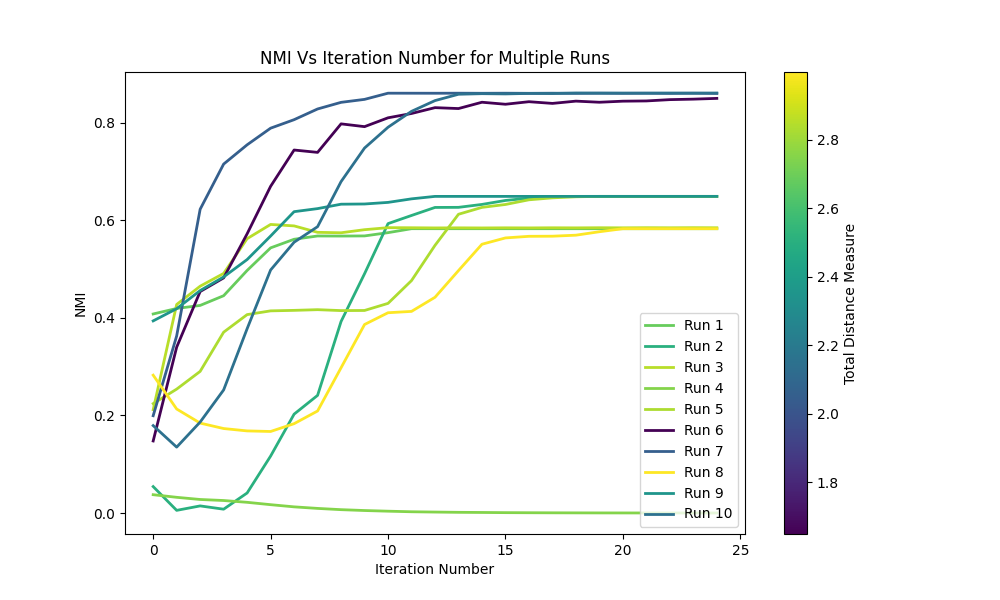 NMI Vs Iteration Number for Multiple Runs
NMI
0.8
0.6
0.4
0.2
0.0
0
5
10
15
20
25
Iteration Number
Run 1
Run 2
Run 3
Run 4
Run 5
Run 6
Run 7
Run 8
Run 9
Run 10
2.8
2.6
2.4
2.2
2.0
1.8
Total Distance Measure